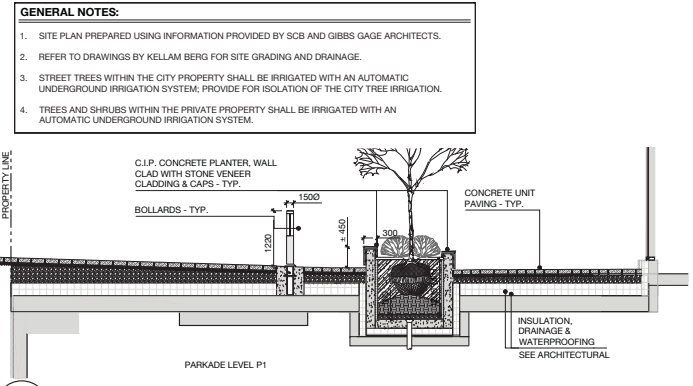 GENERAL NOTES:
1. SITE PLAN PREPARED USING INFORMATION PROVIDED BY SCB AND GIBBS GAGE ARCHITECTS.
2. REFER TO DRAWINGS BY KELLAM BERG FOR SITE GRADING AND DRAINAGE.
3. STREET TREES WITHIN THE CITY PROPERTY SHALL BE IRRIGATED WITH AN AUTOMATIC
UNDERGROUND IRRIGATION SYSTEM; PROVIDE FOR ISOLATION OF THE CITY TREE IRRIGATION.
4. TREES AND SHRUBS WITHIN THE PRIVATE PROPERTY SHALL BE IRRIGATED WITH AN
AUTOMATIC UNDERGROUND IRRIGATION SYSTEM.
PROPERTY LINE
C.I.P. CONCRETE PLANTER, WALL
CLAD WITH STONE VENEER
CLADDING & CAPS - TYP.
150Ø
BOLLARDS - TYP.
1220
± 450
300
CONCRETE UNIT
PAVING - TYP.
INSULATION,
DRAINAGE &
WATERPROOFING
SEE ARCHITECTURAL
PARKADE LEVEL P1